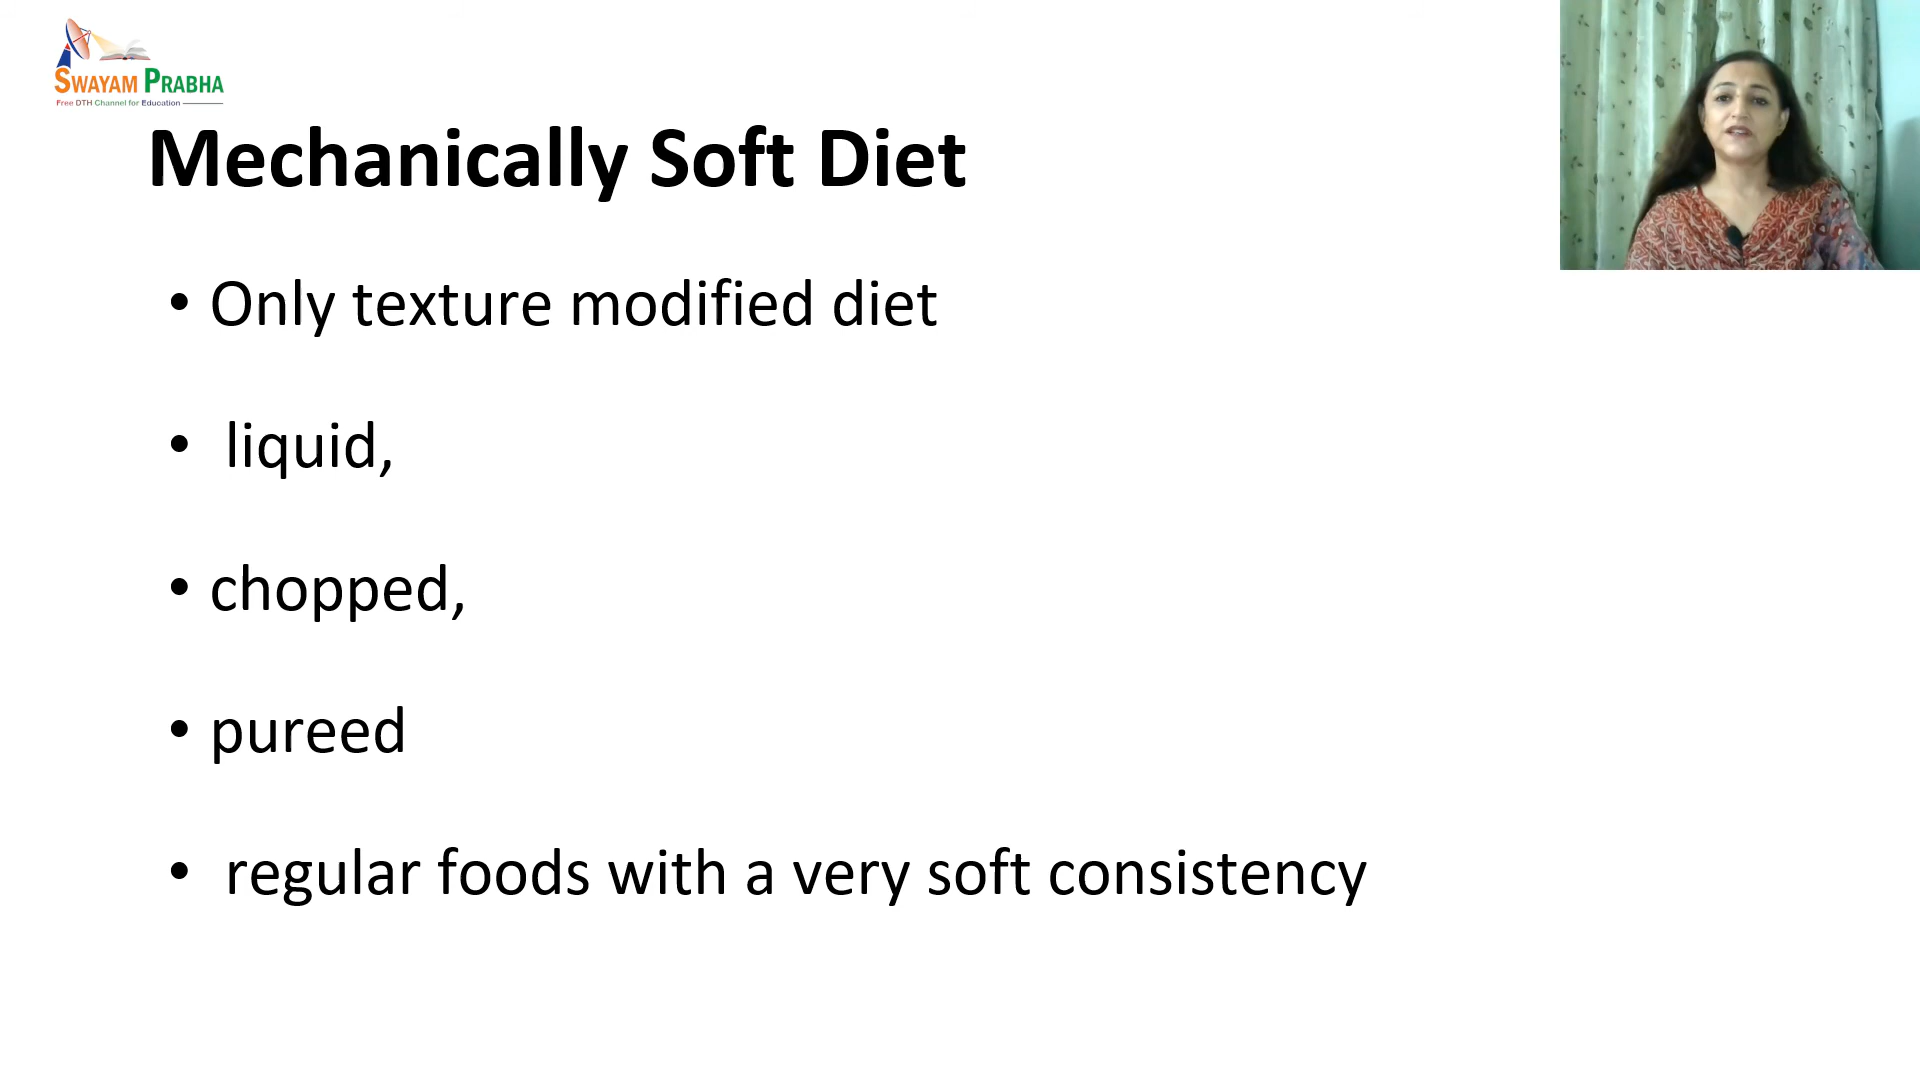 SWAYAM PRABHA
Free DTH Channel for Education
Mechanically Soft Diet
• Only texture modified diet
• liquid,
• chopped,
• pureed
• regular foods with a very soft consistency